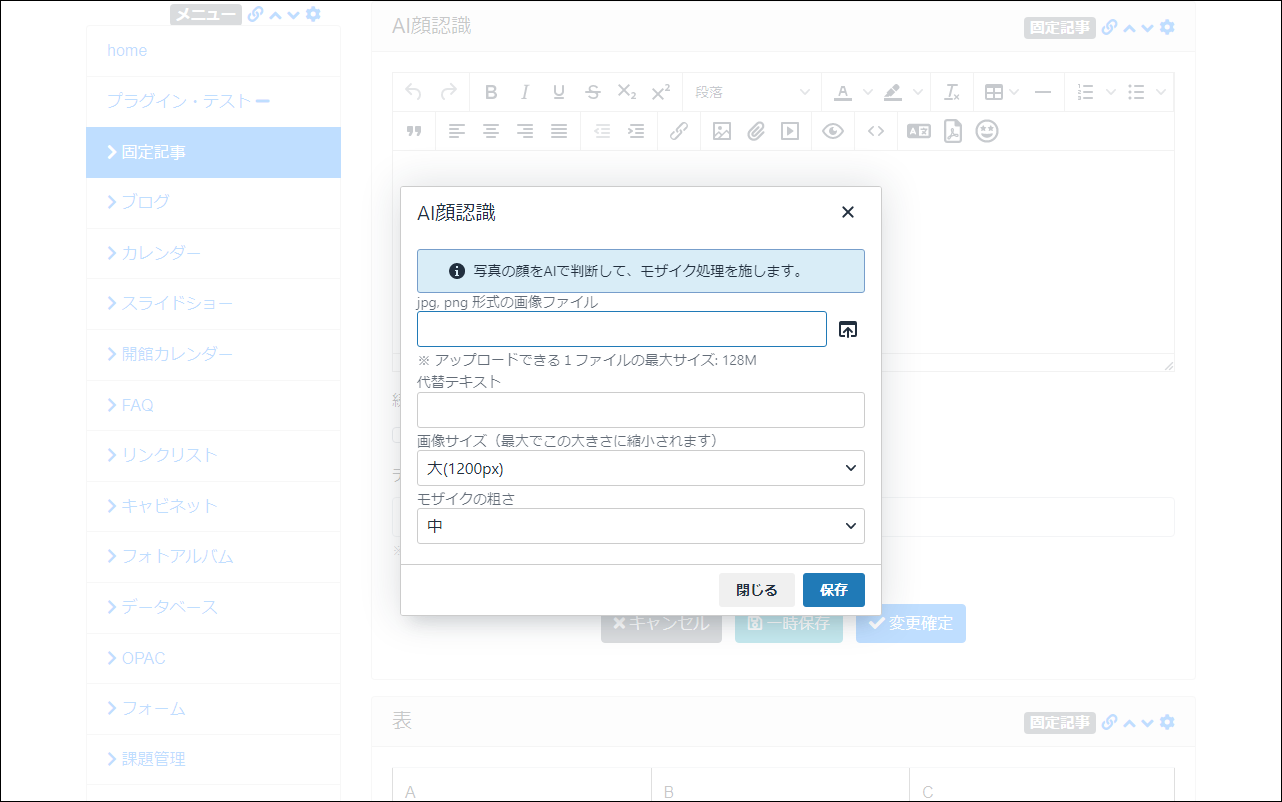 メニュー
home
プラグイン・テスト
固定記事
ブログ
カレンダー
スライドショー
開館カレンダー
FAQ
リンクリスト
キャビネット
フォトアルバム
データベース
OPAC
フォーム
課題管理
AI顔認識
固定記事
段落
AI顔認識
写真の顔をAIで判断して、モザイク処理を施します。
jpg, png 形式の画像ファイル
※ アップロードできる１ファイルの最大サイズ: 128M
代替テキスト
画像サイズ（最大でこの大きさに縮小されます）
大(1200px)
モザイクの粗さ
中
閉じる 保存
キャンセル 一時保存 変更確定
表
固定記事
A B C